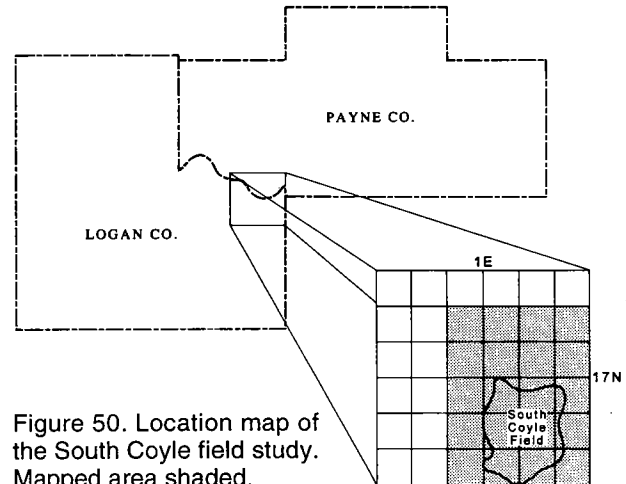 PAYNE CO.
LOGAN CO.
1E
17N
South
Coyle
Field
Figure 50. Location map of
the South Coyle field study.
Mapped area shaded.